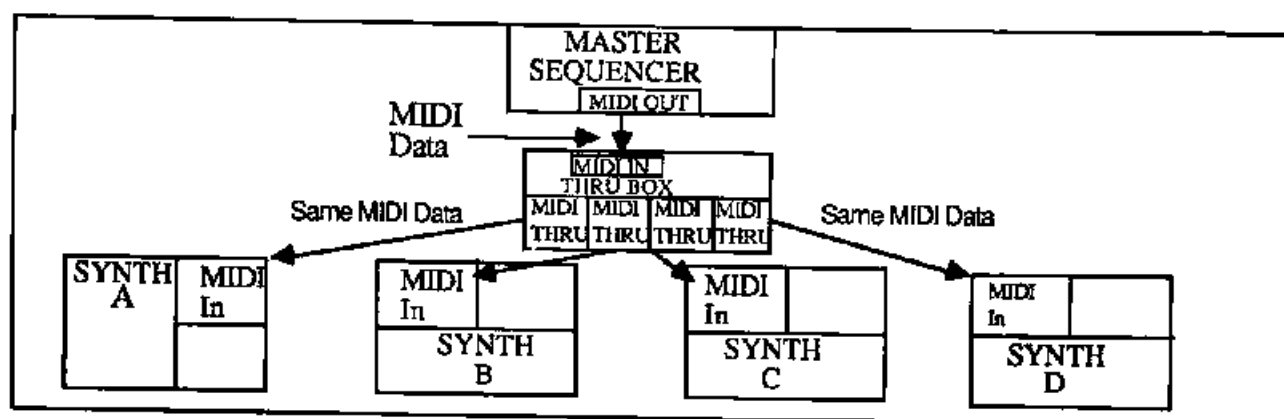 MASTER
SEQUENCER
MIDI OUT
MIDI
Data
MIDI IN
THRU BOX
MIDI THRU
MIDI THRU
MIDI THRU
MIDI THRU
Same MIDI Data
Same MIDI Data
SYNTH
A
MIDI
In
MIDI
In
SYNTH
B
MIDI
In
SYNTH
C
MIDI
In
SYNTH
D